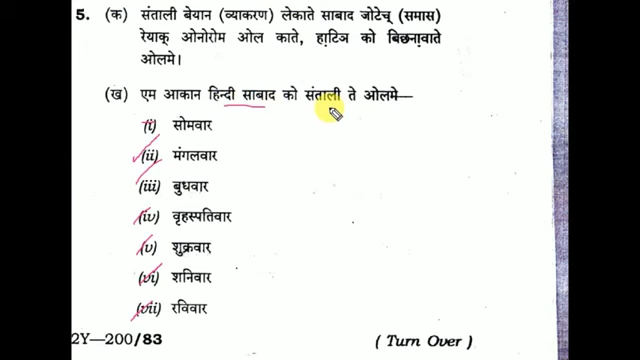 5. (क) संताली बेयान (व्याकरण) लेकाते साबाद जोटेच् (समास)
रेयाक् ओनोरोम ओल काते, हा़टिञ को बिछना़वाते
ओलमे।
(ख) एम आकान हिन्दी साबाद को संताली ते ओलमे—
(i) सोमवार
(ii) मंगलवार
(iii) बुधवार
(iv) वृहस्पतिवार
(v) शुक्रवार
(vi) शनिवार
(vii) रविवार
2Y—200/83 ( Turn Over )